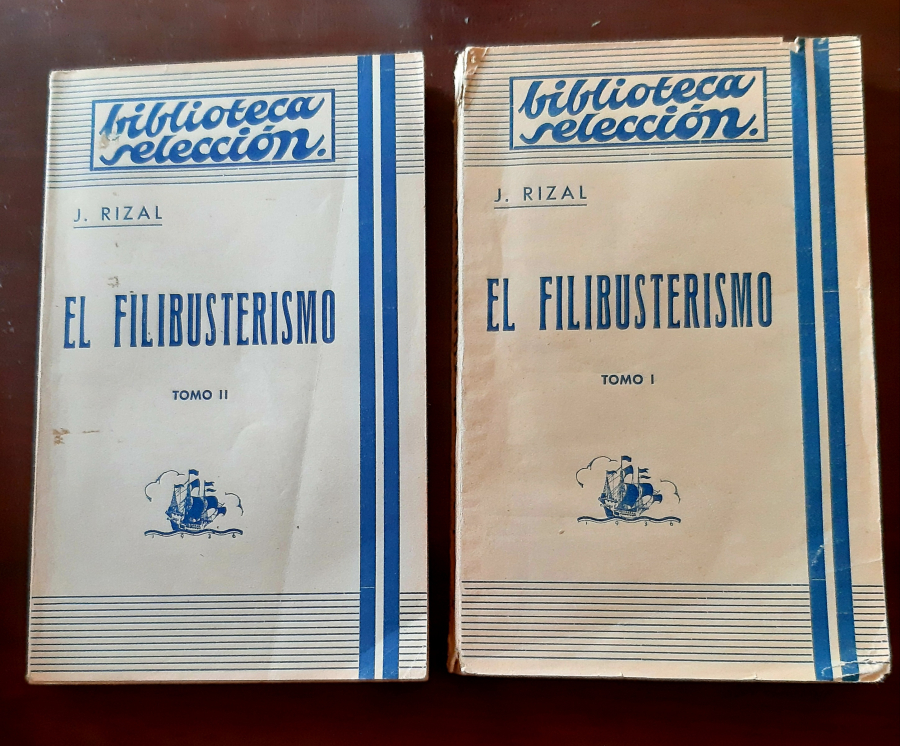 biblioteca
selección.
J. RIZAL
EL FILIBUSTERISMO
TOMO II
biblioteca
selección.
J. RIZAL
EL FILIBUSTERISMO
TOMO I